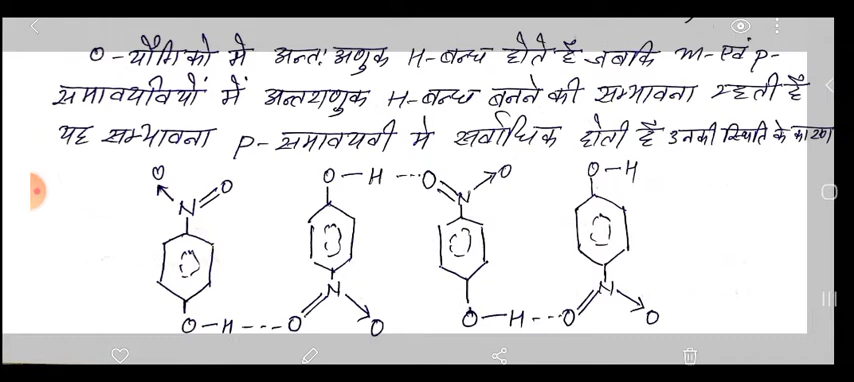 o-यौगिको मे अन्तः अणुक H-बन्ध होते हैं जबकि m- एवं p-
समावयवियों में अन्तराणुक H-बन्ध बनने की सम्भावना रहती हैं
यह सम्भावना p-समावयवी मे सर्वाधिक होती हैं उनकी स्थिति के कारण
O O O-H---O O O-H
N N
N N
O-H---O O O-H---O O